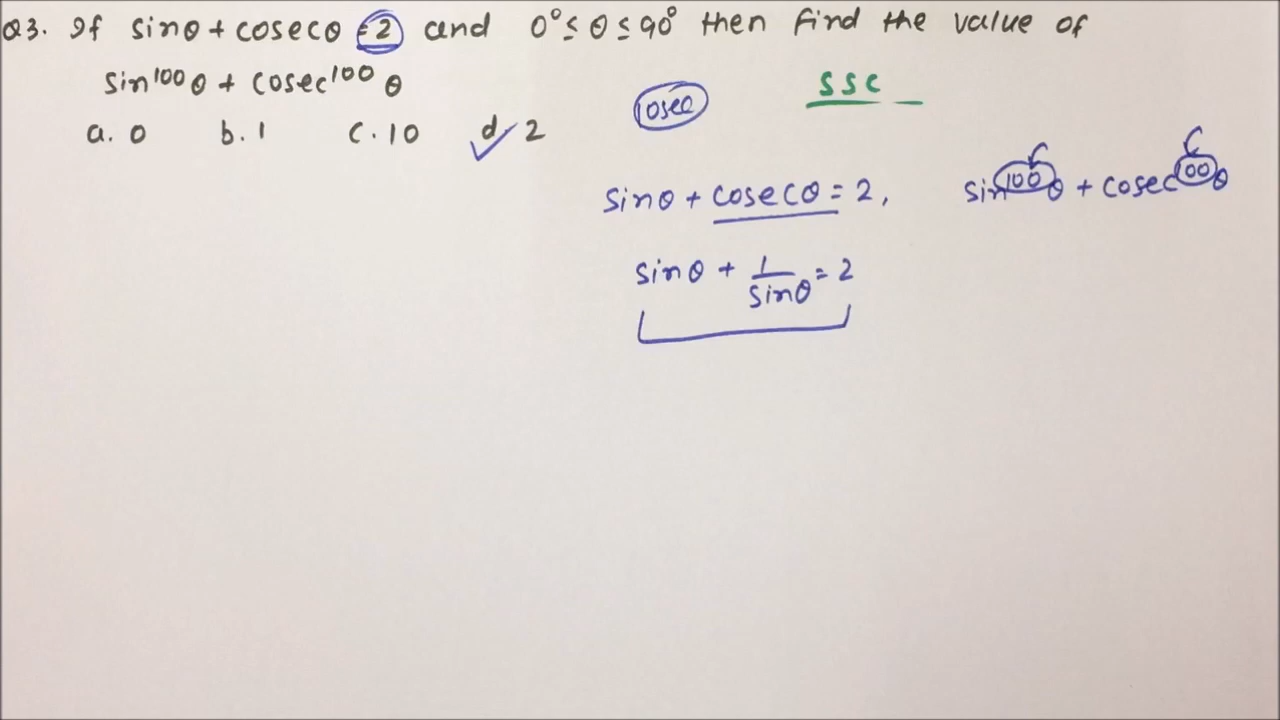 Q3. If sinθ + cosecθ = 2 and 0° ≤ θ ≤ 90° then find the value of
sin¹⁰⁰θ + cosec¹⁰⁰θ
a. 0 b. 1 c. 10 d. 2
SSC
10sec
sinθ + cosecθ = 2, sin¹⁰⁰θ + cosec¹⁰⁰θ
sinθ + 1/sinθ = 2